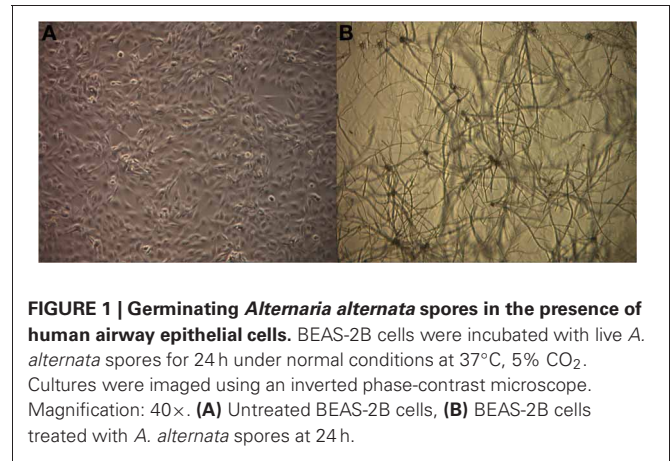 A B
FIGURE 1 | Germinating Alternaria alternata spores in the presence of
human airway epithelial cells. BEAS-2B cells were incubated with live A.
alternata spores for 24 h under normal conditions at 37°C, 5% CO₂.
Cultures were imaged using an inverted phase-contrast microscope.
Magnification: 40×. (A) Untreated BEAS-2B cells, (B) BEAS-2B cells
treated with A. alternata spores at 24 h.